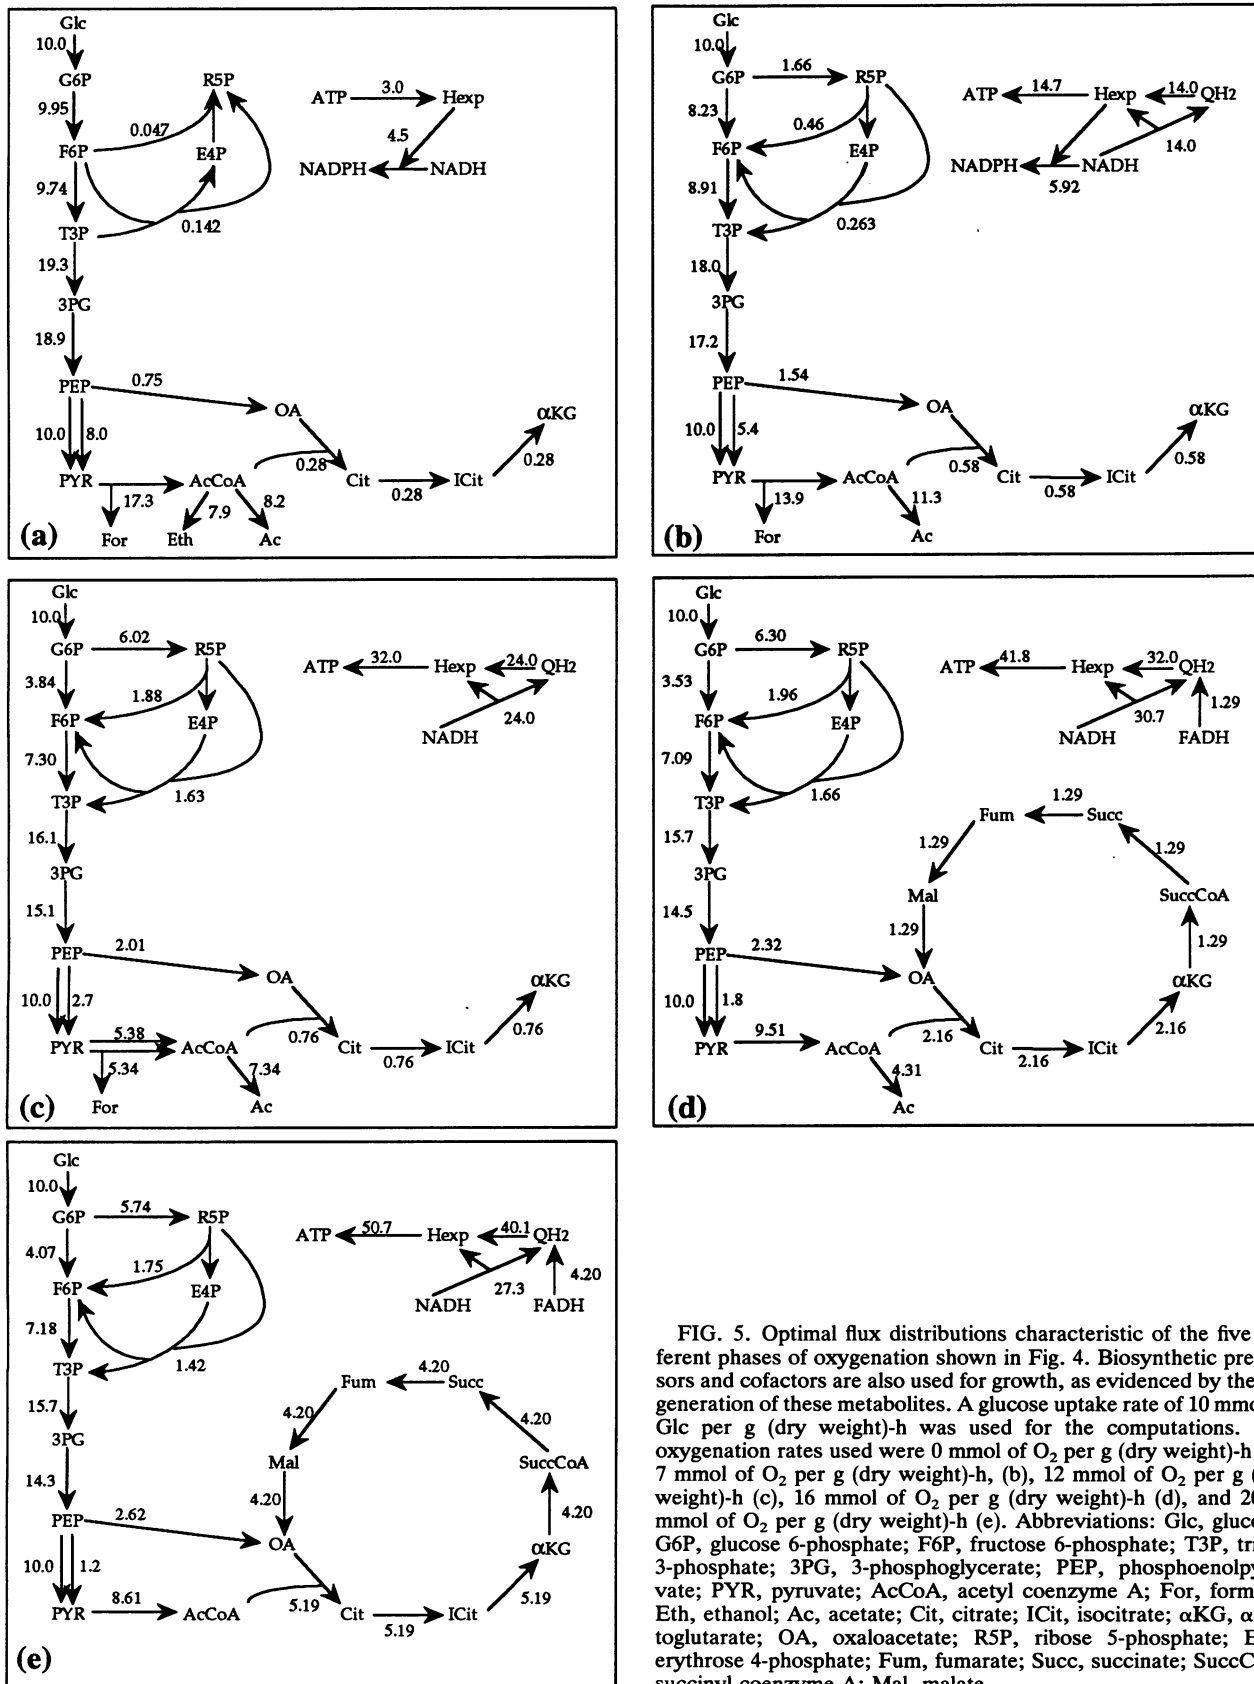 Glc
10.0
G6P
R5P
9.95
0.047
F6P
E4P
9.74
T3P
0.142
19.3
3PG
18.9
PEP
0.75
OA
αKG
10.0
8.0
0.28
0.28
PYR
17.3
AcCoA
Cit
0.28
ICit
7.9
8.2
For
Eth
Ac
ATP
3.0
Hexp
4.5
NADPH
NADH
(a)
Glc
10.0
G6P
1.66
R5P
8.23
0.46
F6P
E4P
8.91
T3P
0.263
18.0
3PG
17.2
PEP
1.54
OA
αKG
10.0
5.4
0.58
0.58
PYR
13.9
AcCoA
Cit
0.58
ICit
11.3
For
Ac
ATP
14.7
Hexp
14.0
QH2
14.0
NADPH
NADH
5.92
(b)
Glc
10.0
G6P
6.02
R5P
3.84
1.88
F6P
E4P
7.30
T3P
1.63
16.1
3PG
15.1
PEP
2.01
OA
αKG
10.0
2.7
0.76
0.76
PYR
5.38
AcCoA
Cit
0.76
ICit
5.34
7.34
For
Ac
ATP
32.0
Hexp
24.0
QH2
24.0
NADH
(c)
Glc
10.0
G6P
6.30
R5P
3.53
1.96
F6P
E4P
7.09
T3P
1.66
15.7
3PG
14.5
PEP
2.32
OA
αKG
10.0
1.8
2.16
2.16
PYR
9.51
AcCoA
Cit
2.16
ICit
4.31
Ac
Fum
1.29
Succ
1.29
1.29
Mal
SuccCoA
1.29
1.29
ATP
41.8
Hexp
32.0
QH2
30.7
1.29
NADH
FADH
(d)
Glc
10.0
G6P
5.74
R5P
4.07
1.75
F6P
E4P
7.18
T3P
1.42
15.7
3PG
14.3
PEP
2.62
OA
αKG
10.0
1.2
5.19
5.19
PYR
8.61
AcCoA
Cit
5.19
ICit
Fum
4.20
Succ
4.20
4.20
Mal
SuccCoA
4.20
4.20
ATP
50.7
Hexp
40.1
QH2
27.3
4.20
NADH
FADH
(e)
FIG. 5. Optimal flux distributions characteristic of the five
ferent phases of oxygenation shown in Fig. 4. Biosynthetic pre
sors and cofactors are also used for growth, as evidenced by the
generation of these metabolites. A glucose uptake rate of 10 mmo
Glc per g (dry weight)-h was used for the computations.
oxygenation rates used were 0 mmol of O₂ per g (dry weight)-h
7 mmol of O₂ per g (dry weight)-h, (b), 12 mmol of O₂ per g (
weight)-h (c), 16 mmol of O₂ per g (dry weight)-h (d), and 20
mmol of O₂ per g (dry weight)-h (e). Abbreviations: Glc, gluco
G6P, glucose 6-phosphate; F6P, fructose 6-phosphate; T3P, tri
3-phosphate; 3PG, 3-phosphoglycerate; PEP, phosphoenolpy
vate; PYR, pyruvate; AcCoA, acetyl coenzyme A; For, form
Eth, ethanol; Ac, acetate; Cit, citrate; ICit, isocitrate; αKG, α
toglutarate; OA, oxaloacetate; R5P, ribose 5-phosphate; E
erythrose 4-phosphate; Fum, fumarate; Succ, succinate; SuccC
succinyl coenzyme A; Mal, malate